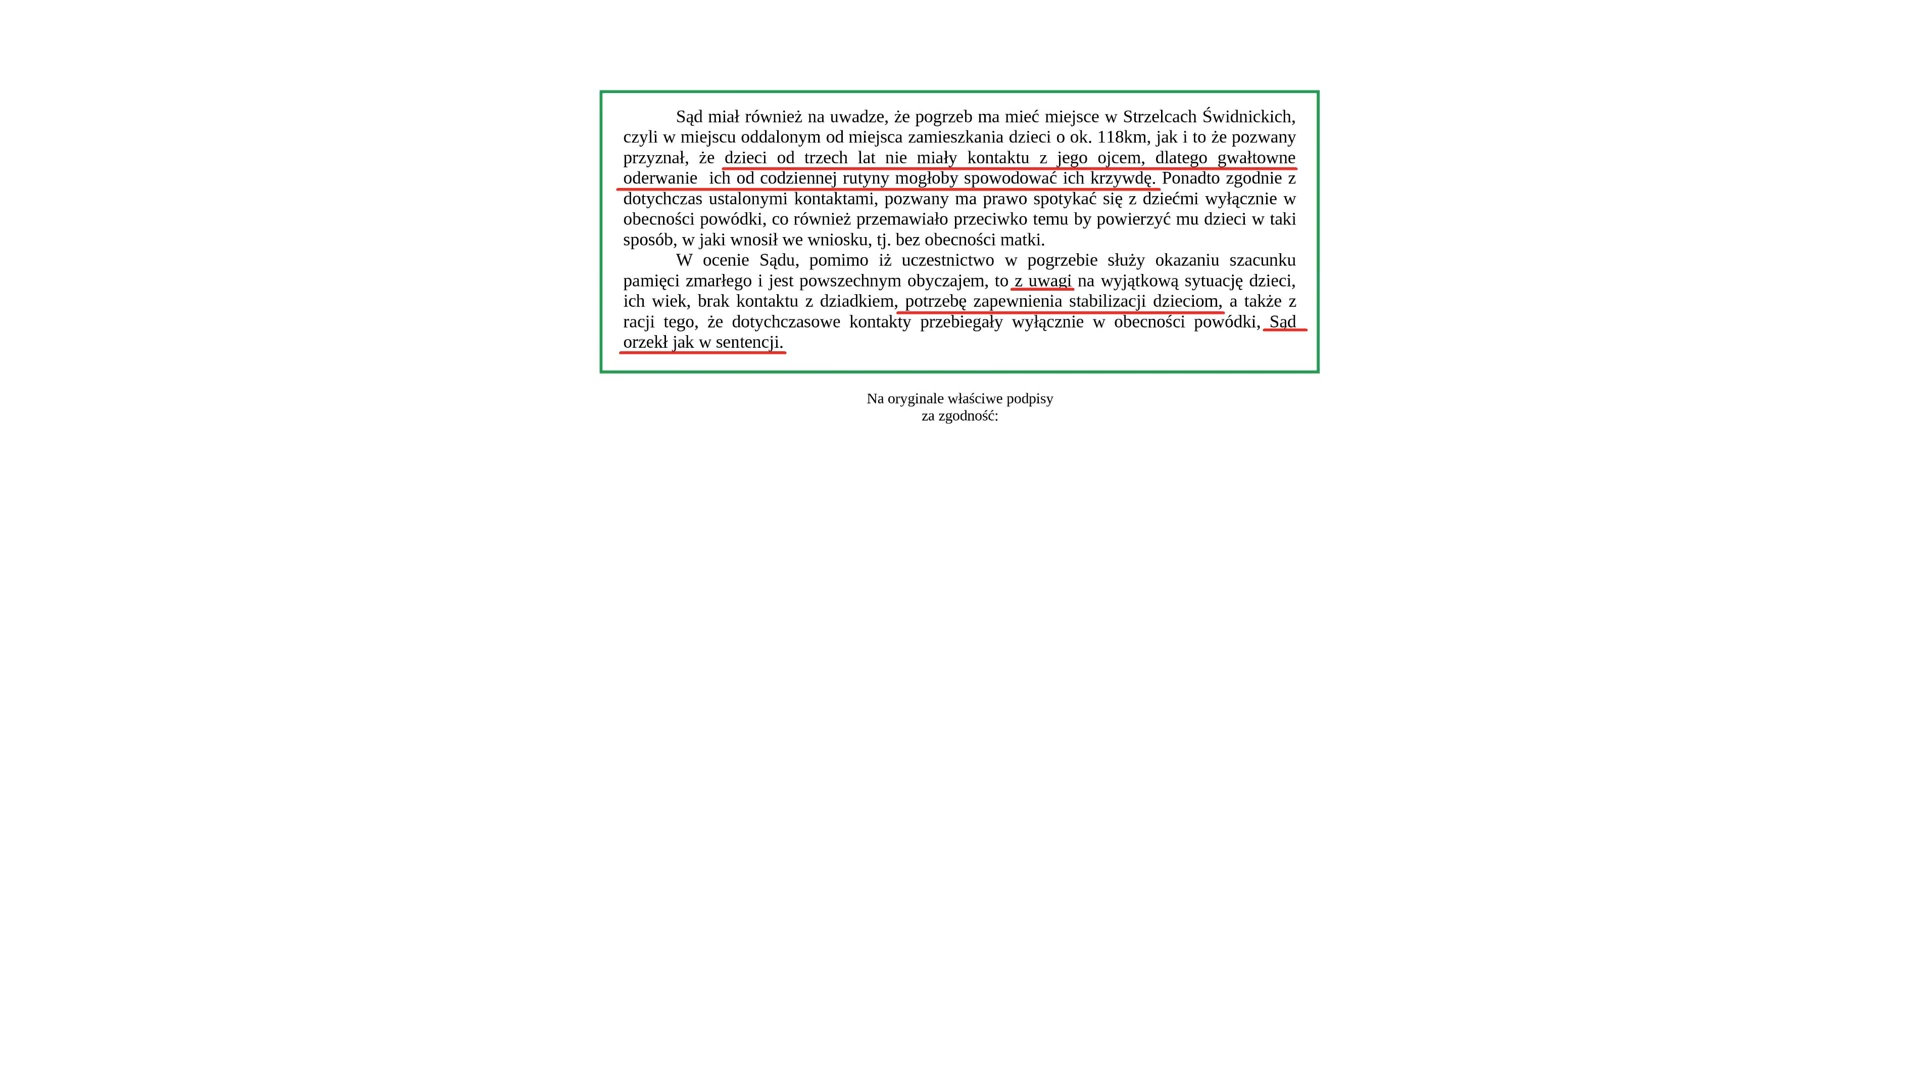 Sąd miał również na uwadze, że pogrzeb ma mieć miejsce w Strzelcach Świdnickich,
czyli w miejscu oddalonym od miejsca zamieszkania dzieci o ok. 118km, jak i to że pozwany
przyznał, że dzieci od trzech lat nie miały kontaktu z jego ojcem, dlatego gwałtowne
oderwanie ich od codziennej rutyny mogłoby spowodować ich krzywdę. Ponadto zgodnie z
dotychczas ustalonymi kontaktami, pozwany ma prawo spotykać się z dziećmi wyłącznie w
obecności powódki, co również przemawiało przeciwko temu by powierzyć mu dzieci w taki
sposób, w jaki wnosił we wniosku, tj. bez obecności matki.
W ocenie Sądu, pomimo iż uczestnictwo w pogrzebie służy okazaniu szacunku
pamięci zmarłego i jest powszechnym obyczajem, to z uwagi na wyjątkową sytuację dzieci,
ich wiek, brak kontaktu z dziadkiem, potrzebę zapewnienia stabilizacji dzieciom, a także z
racji tego, że dotychczasowe kontakty przebiegały wyłącznie w obecności powódki, Sąd
orzekł jak w sentencji.
Na oryginale właściwe podpisy
za zgodność: